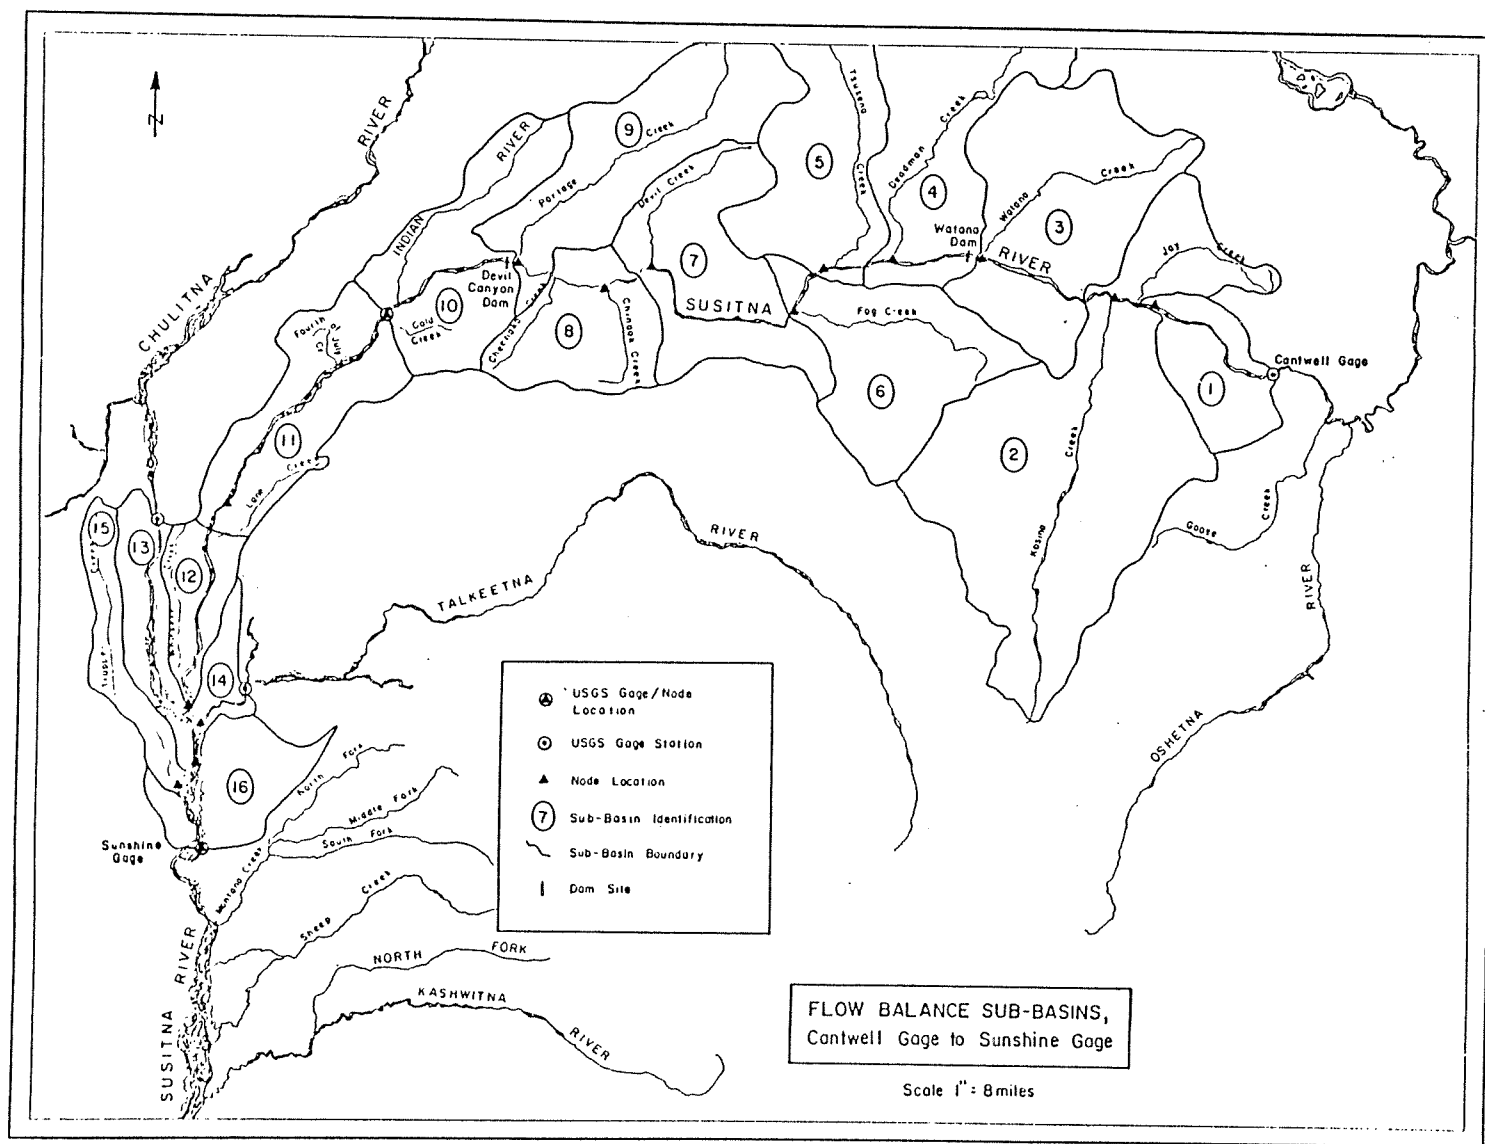 N
CHULITNA
RIVER
INDIAN
RIVER
9
Portage
Creek
Devil Creek
5
Tsusena
Creek
Deadman
Creek
4
Watana
Dam
Watana
Creek
3
RIVER
Jay
Creek
7
SUSITNA
Devil
Canyon
Dam
10
Gold
Creek
Cheechako
Creek
8
Chinook Creek
Fog Creek
6
Fourth
of
July
Cr
11
Lane
Creek
Cantwell Gage
1
2
Kosina
Creek
Goose
Creek
RIVER
OSHETNA
TALKEETNA
RIVER
15
13
12
14
16
Creek
Trapper
Sunshine
Gage
Montana Creek
North Fork
Middle Fork
South Fork
Sheep
Creek
NORTH
FORK
KASHWITNA
RIVER
SUSITNA
RIVER
USGS Gage/Node
Location
USGS Gage Station
Node Location
7
Sub-Basin Identification
Sub-Basin Boundary
Dam Site
FLOW BALANCE SUB-BASINS,
Cantwell Gage to Sunshine Gage
Scale 1" = 8 miles